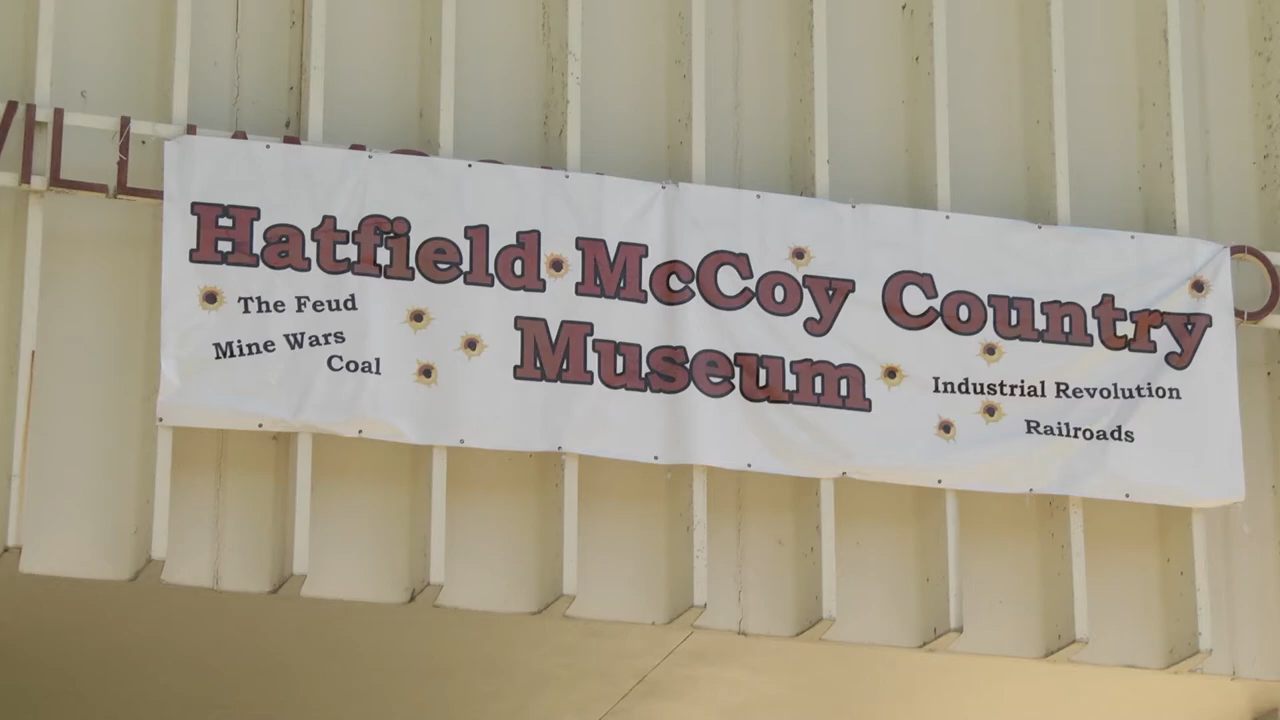 Hatfield McCoy Country
Museum
The Feud
Mine Wars
Coal
Industrial Revolution
Railroads